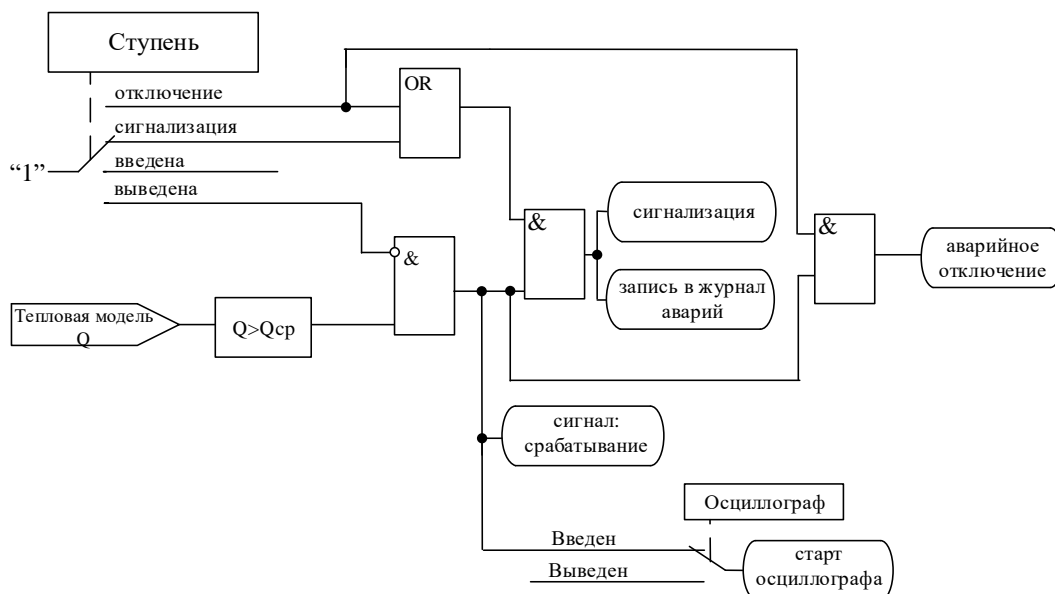 Ступень
отключение
OR
сигнализация
“1”
введена
выведена
&
&
&
сигнализация
запись в журнал
аварий
аварийное
отключение
Тепловая модель
Q
Q>Qср
сигнал:
срабатывание
Осциллограф
Введен
Выведен
старт
осциллографа